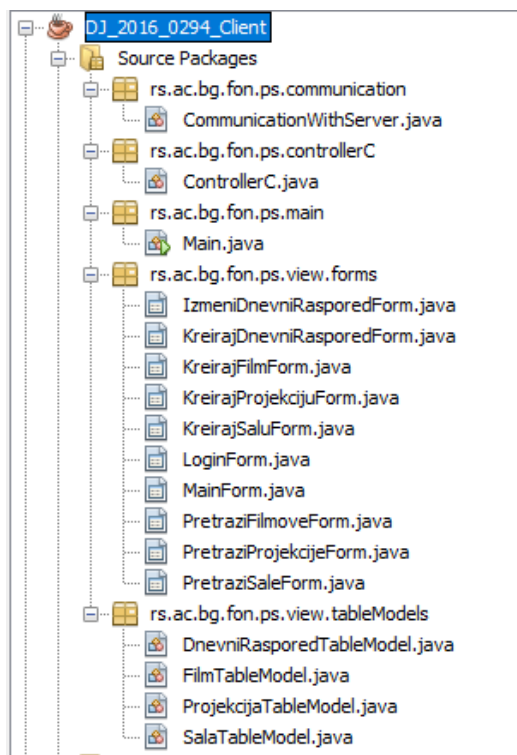 DJ_2016_0294_Client
Source Packages
rs.ac.bg.fon.ps.communication
CommunicationWithServer.java
rs.ac.bg.fon.ps.controllerC
ControllerC.java
rs.ac.bg.fon.ps.main
Main.java
rs.ac.bg.fon.ps.view.forms
IzmeniDnevniRasporedForm.java
KreirajDnevniRasporedForm.java
KreirajFilmForm.java
KreirajProjekcijuForm.java
KreirajSaluForm.java
LoginForm.java
MainForm.java
PretraziFilmoveForm.java
PretraziProjekcijeForm.java
PretraziSaleForm.java
rs.ac.bg.fon.ps.view.tableModels
DnevniRasporedTableModel.java
FilmTableModel.java
ProjekcijaTableModel.java
SalaTableModel.java